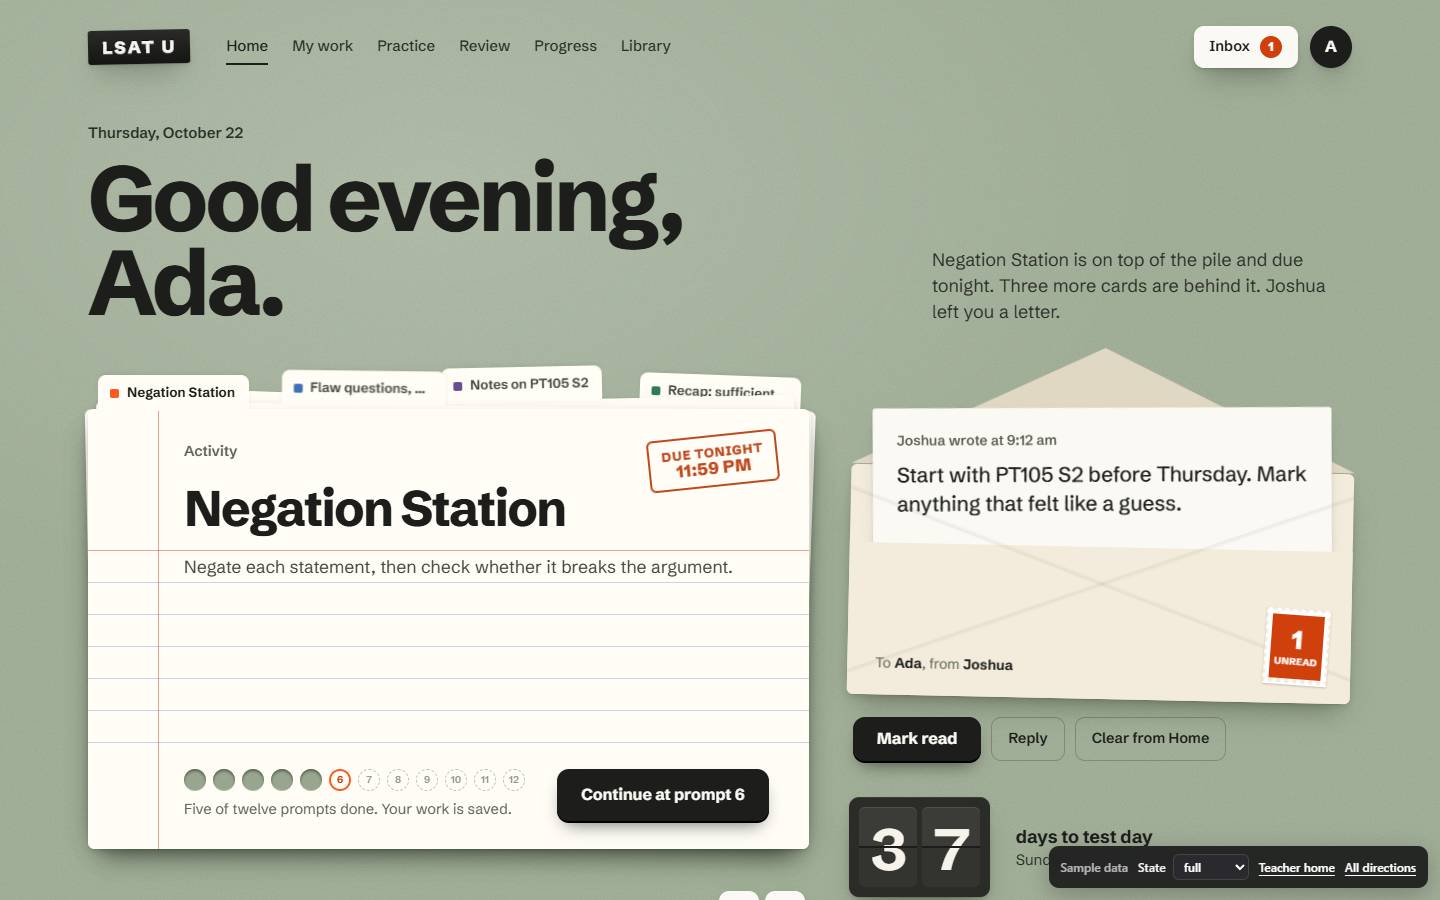 LSAT U
Home
My work
Practice
Review
Progress
Library
Inbox 1
A
Thursday, October 22
Good evening,
Ada.
Negation Station is on top of the pile and due
tonight. Three more cards are behind it. Joshua
left you a letter.
Negation Station
Flaw questions, ...
Notes on PT105 S2
Recap: sufficient
Activity
DUE TONIGHT
11:59 PM
Negation Station
Negate each statement, then check whether it breaks the argument.
6 7 8 9 10 11 12
Five of twelve prompts done. Your work is saved.
Continue at prompt 6
Joshua wrote at 9:12 am
Start with PT105 S2 before Thursday. Mark
anything that felt like a guess.
To Ada, from Joshua
1
UNREAD
Mark read
Reply
Clear from Home
37
days to test day
Sund
Sample data State full Teacher home All directions